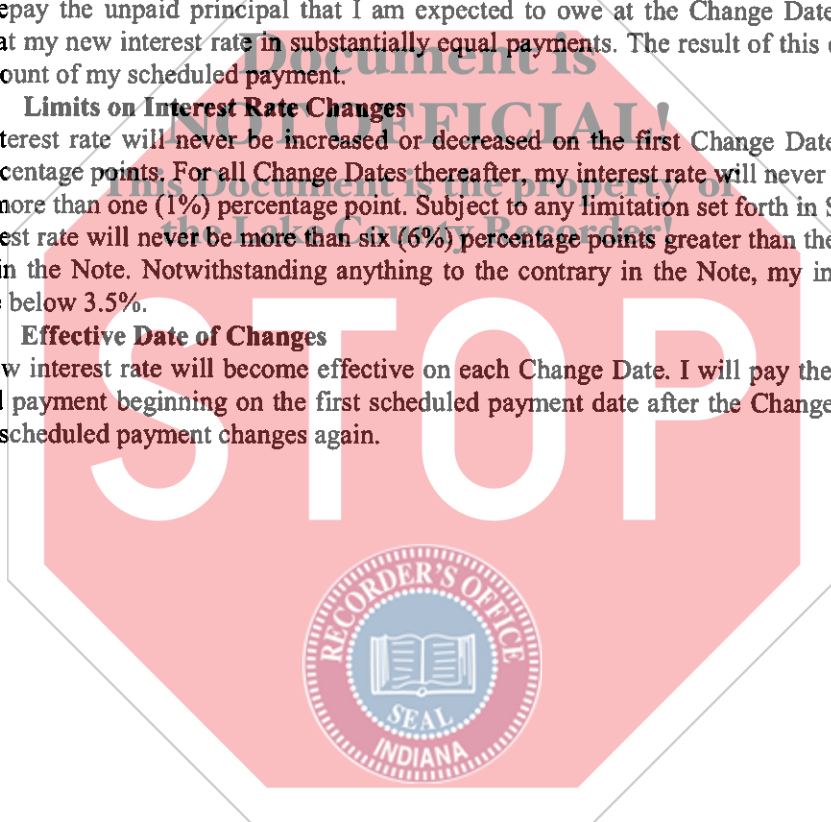 epay the unpaid principal that I am expected to owe at the Change Date
at my new interest rate in substantially equal payments. The result of this
ount of my scheduled payment.
Document is
Limits on Interest Rate Changes
NOT OFFICIAL!
terest rate will never be increased or decreased on the first Change Date
centage points. For all Change Dates thereafter, my interest rate will never
This Document is the property of
more than one (1%) percentage point. Subject to any limitation set forth in S
the Lake County Recorder!
est rate will never be more than six (6%) percentage points greater than the
in the Note. Notwithstanding anything to the contrary in the Note, my in
below 3.5%.
Effective Date of Changes
w interest rate will become effective on each Change Date. I will pay the
l payment beginning on the first scheduled payment date after the Change
scheduled payment changes again.
STOP
RECORDER'S OFFICE
SEAL
INDIANA